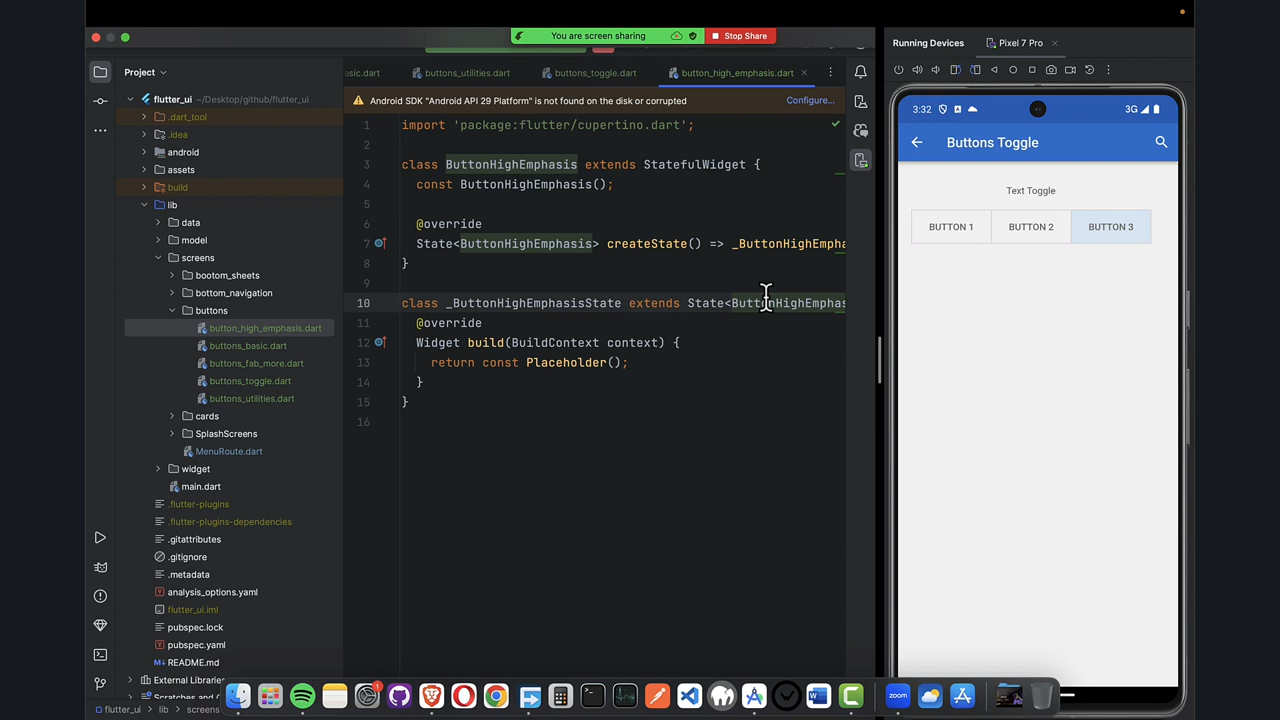 You are screen sharing
Stop Share
Project
asic.dart
buttons_utilities.dart
buttons_toggle.dart
button_high_emphasis.dart
Running Devices
Pixel 7 Pro
flutter_ui ~/Desktop/github/flutter_ui
.dart_tool
.idea
android
assets
build
lib
data
model
screens
bootom_sheets
bottom_navigation
buttons
button_high_emphasis.dart
buttons_basic.dart
buttons_fab_more.dart
buttons_toggle.dart
buttons_utilities.dart
cards
SplashScreens
MenuRoute.dart
widget
main.dart
.flutter-plugins
.flutter-plugins-dependencies
.gitattributes
.gitignore
.metadata
analysis_options.yaml
flutter_ui.iml
pubspec.lock
pubspec.yaml
README.md
External Libraries
Scratches and C
flutter_ui > lib > screens
Android SDK "Android API 29 Platform" is not found on the disk or corrupted
Configure...
1 import 'package:flutter/cupertino.dart';
2
3 class ButtonHighEmphasis extends StatefulWidget {
4 const ButtonHighEmphasis();
5
6 @override
7 State<ButtonHighEmphasis> createState() => _ButtonHighEmpha
8 }
9
10 class _ButtonHighEmphasisState extends State<ButtonHighEmphas
11 @override
12 Widget build(BuildContext context) {
13 return const Placeholder();
14 }
15 }
16
3:32
3G
Buttons Toggle
Text Toggle
BUTTON 1
BUTTON 2
BUTTON 3
1
zoom